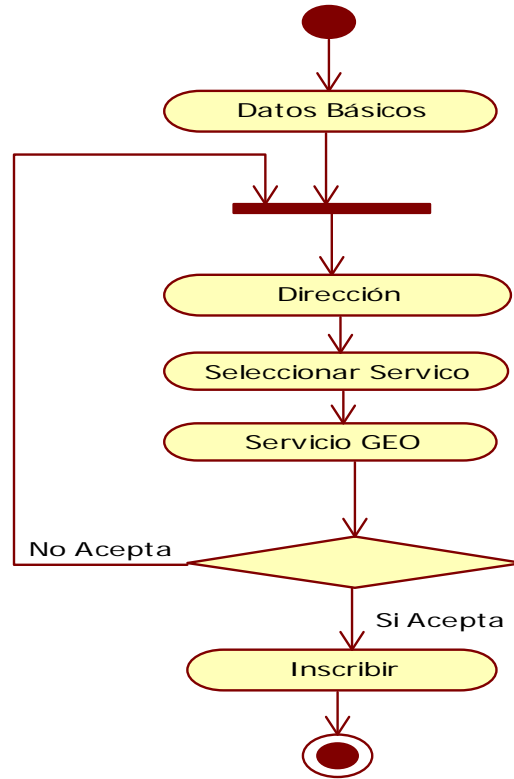 Datos Básicos
Dirección
Seleccionar Servico
Servicio GEO
No Acepta
Si Acepta
Inscribir